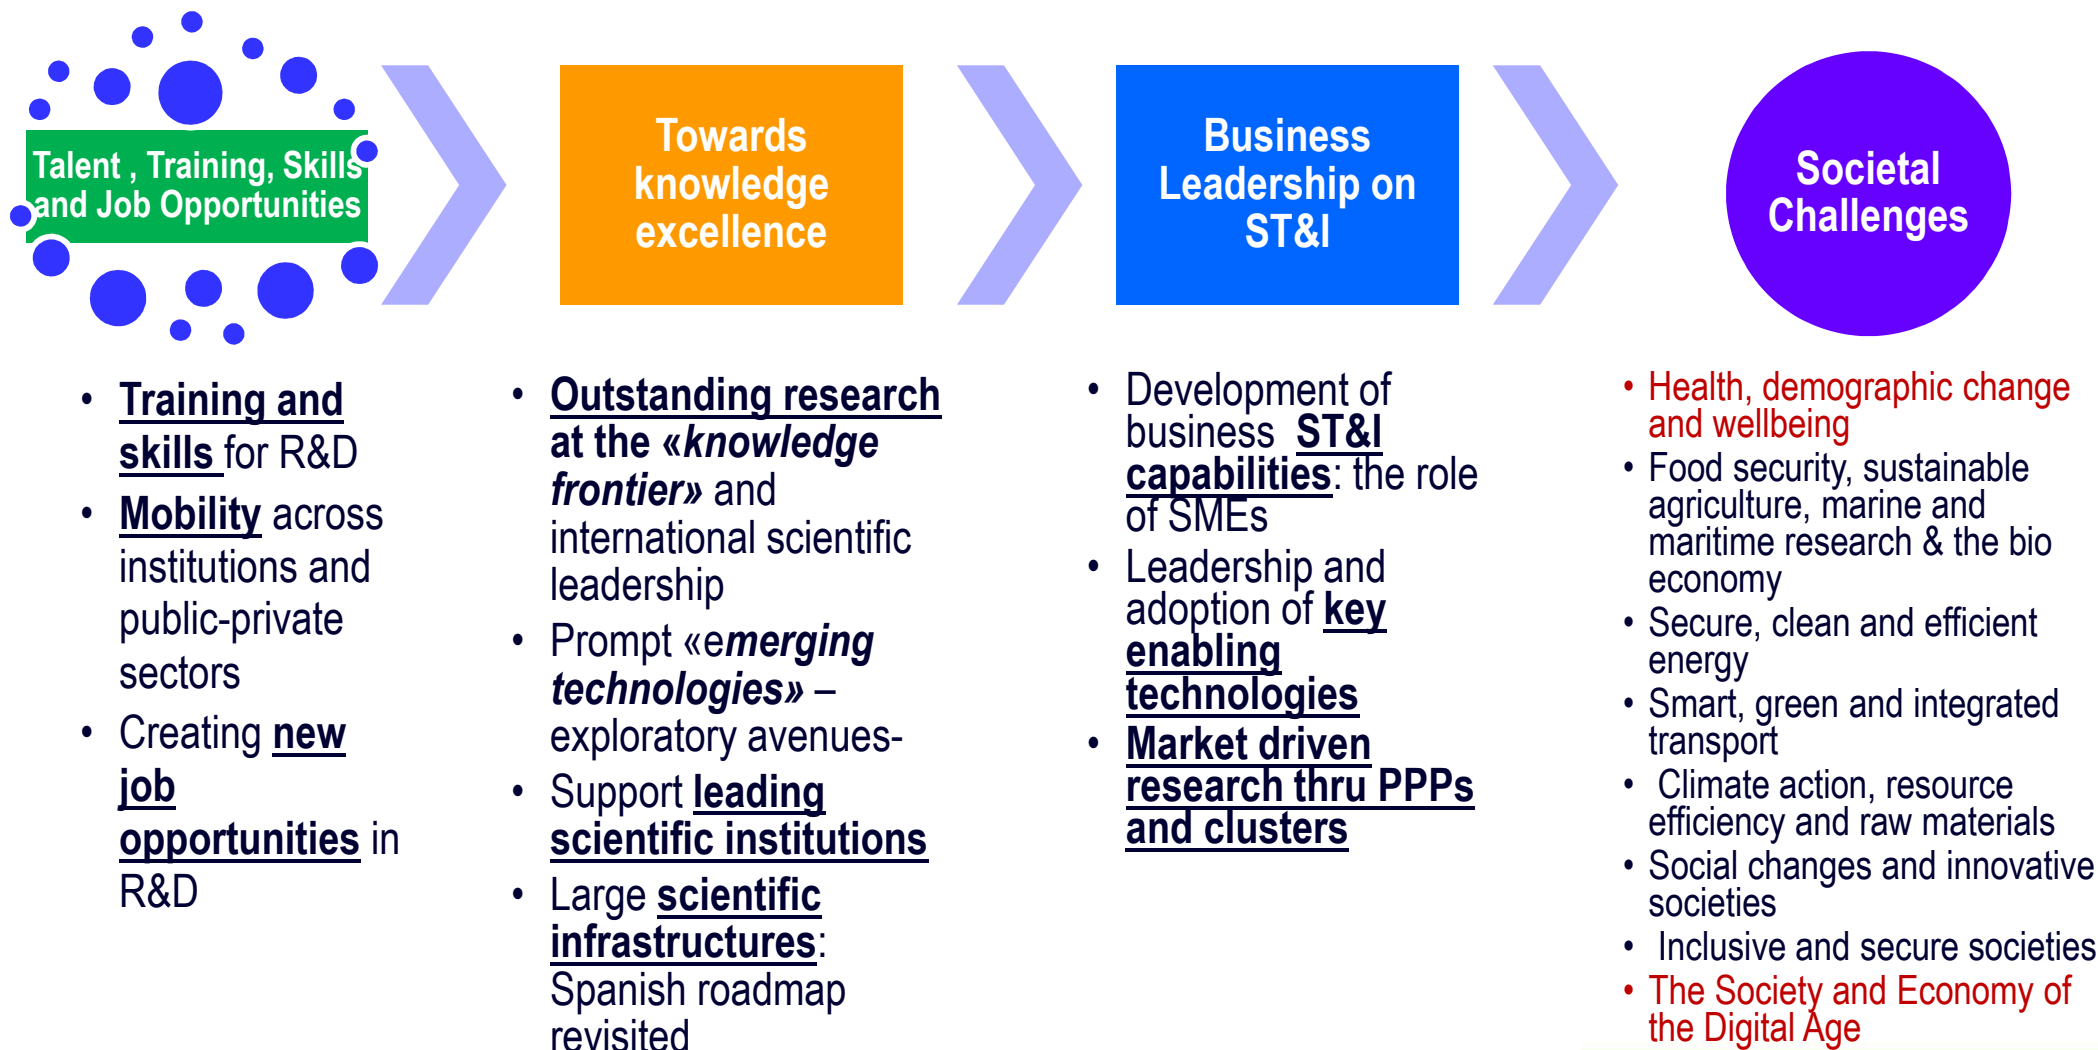 Talent , Training, Skills
and Job Opportunities
Towards
knowledge
excellence
Business
Leadership on
ST&I
Societal
Challenges
• Training and
skills for R&D
• Mobility across
institutions and
public-private
sectors
• Creating new
job
opportunities in
R&D
• Outstanding research
at the «knowledge
frontier» and
international scientific
leadership
• Prompt «emerging
technologies» –
exploratory avenues-
• Support leading
scientific institutions
• Large scientific
infrastructures:
Spanish roadmap
revisited
• Development of
business ST&I
capabilities: the role
of SMEs
• Leadership and
adoption of key
enabling
technologies
• Market driven
research thru PPPs
and clusters
• Health, demographic change
and wellbeing
• Food security, sustainable
agriculture, marine and
maritime research & the bio
economy
• Secure, clean and efficient
energy
• Smart, green and integrated
transport
• Climate action, resource
efficiency and raw materials
• Social changes and innovative
societies
• Inclusive and secure societies
• The Society and Economy of
the Digital Age